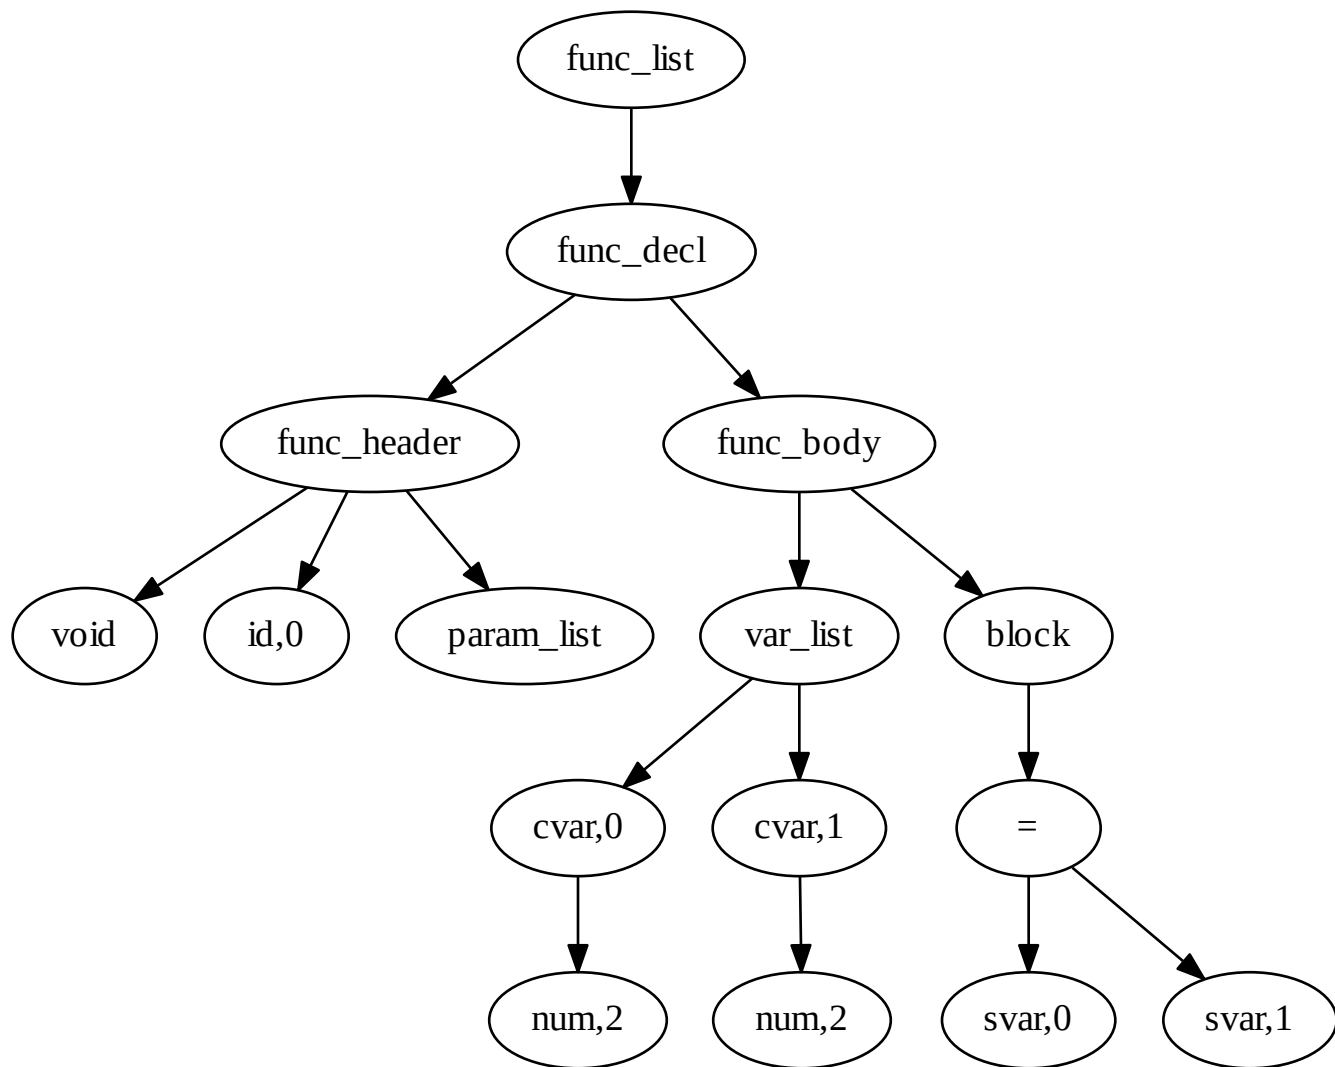 func_list
func_decl
func_header
func_body
void
id,0
param_list
var_list
block
cvar,0
cvar,1
=
num,2
num,2
svar,0
svar,1